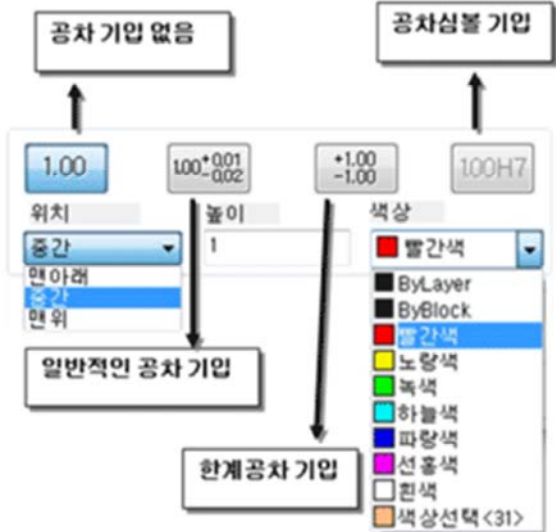 공차 기입 없음
공차심볼 기입
1.00
1.00 +0.01 -0.02
+1.00 -1.00
1.00H7
위치
높이
색상
중간
1
빨간색
맨아래
중간
맨위
ByLayer
ByBlock
빨간색
노랑색
녹색
하늘색
파랑색
선홍색
흰색
색상선택<31>
일반적인 공차 기입
한계공차 기입